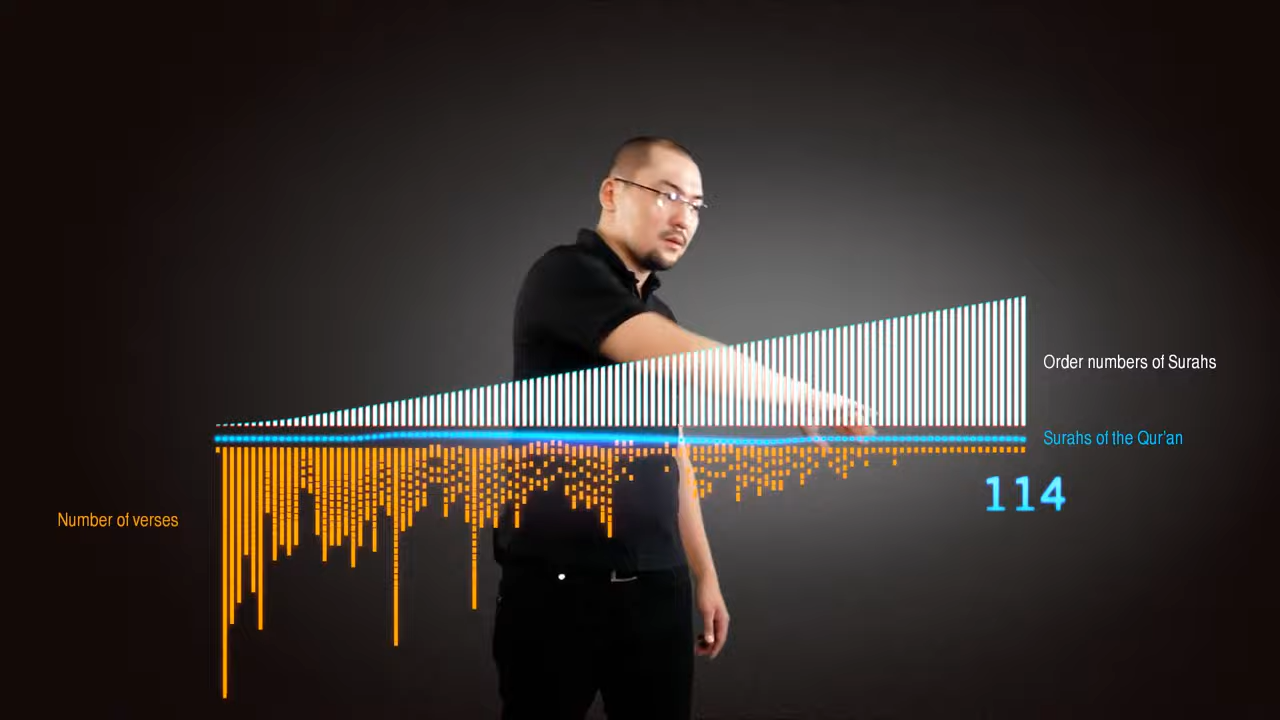 Order numbers of Surahs
Surahs of the Qur'an
114
Number of verses